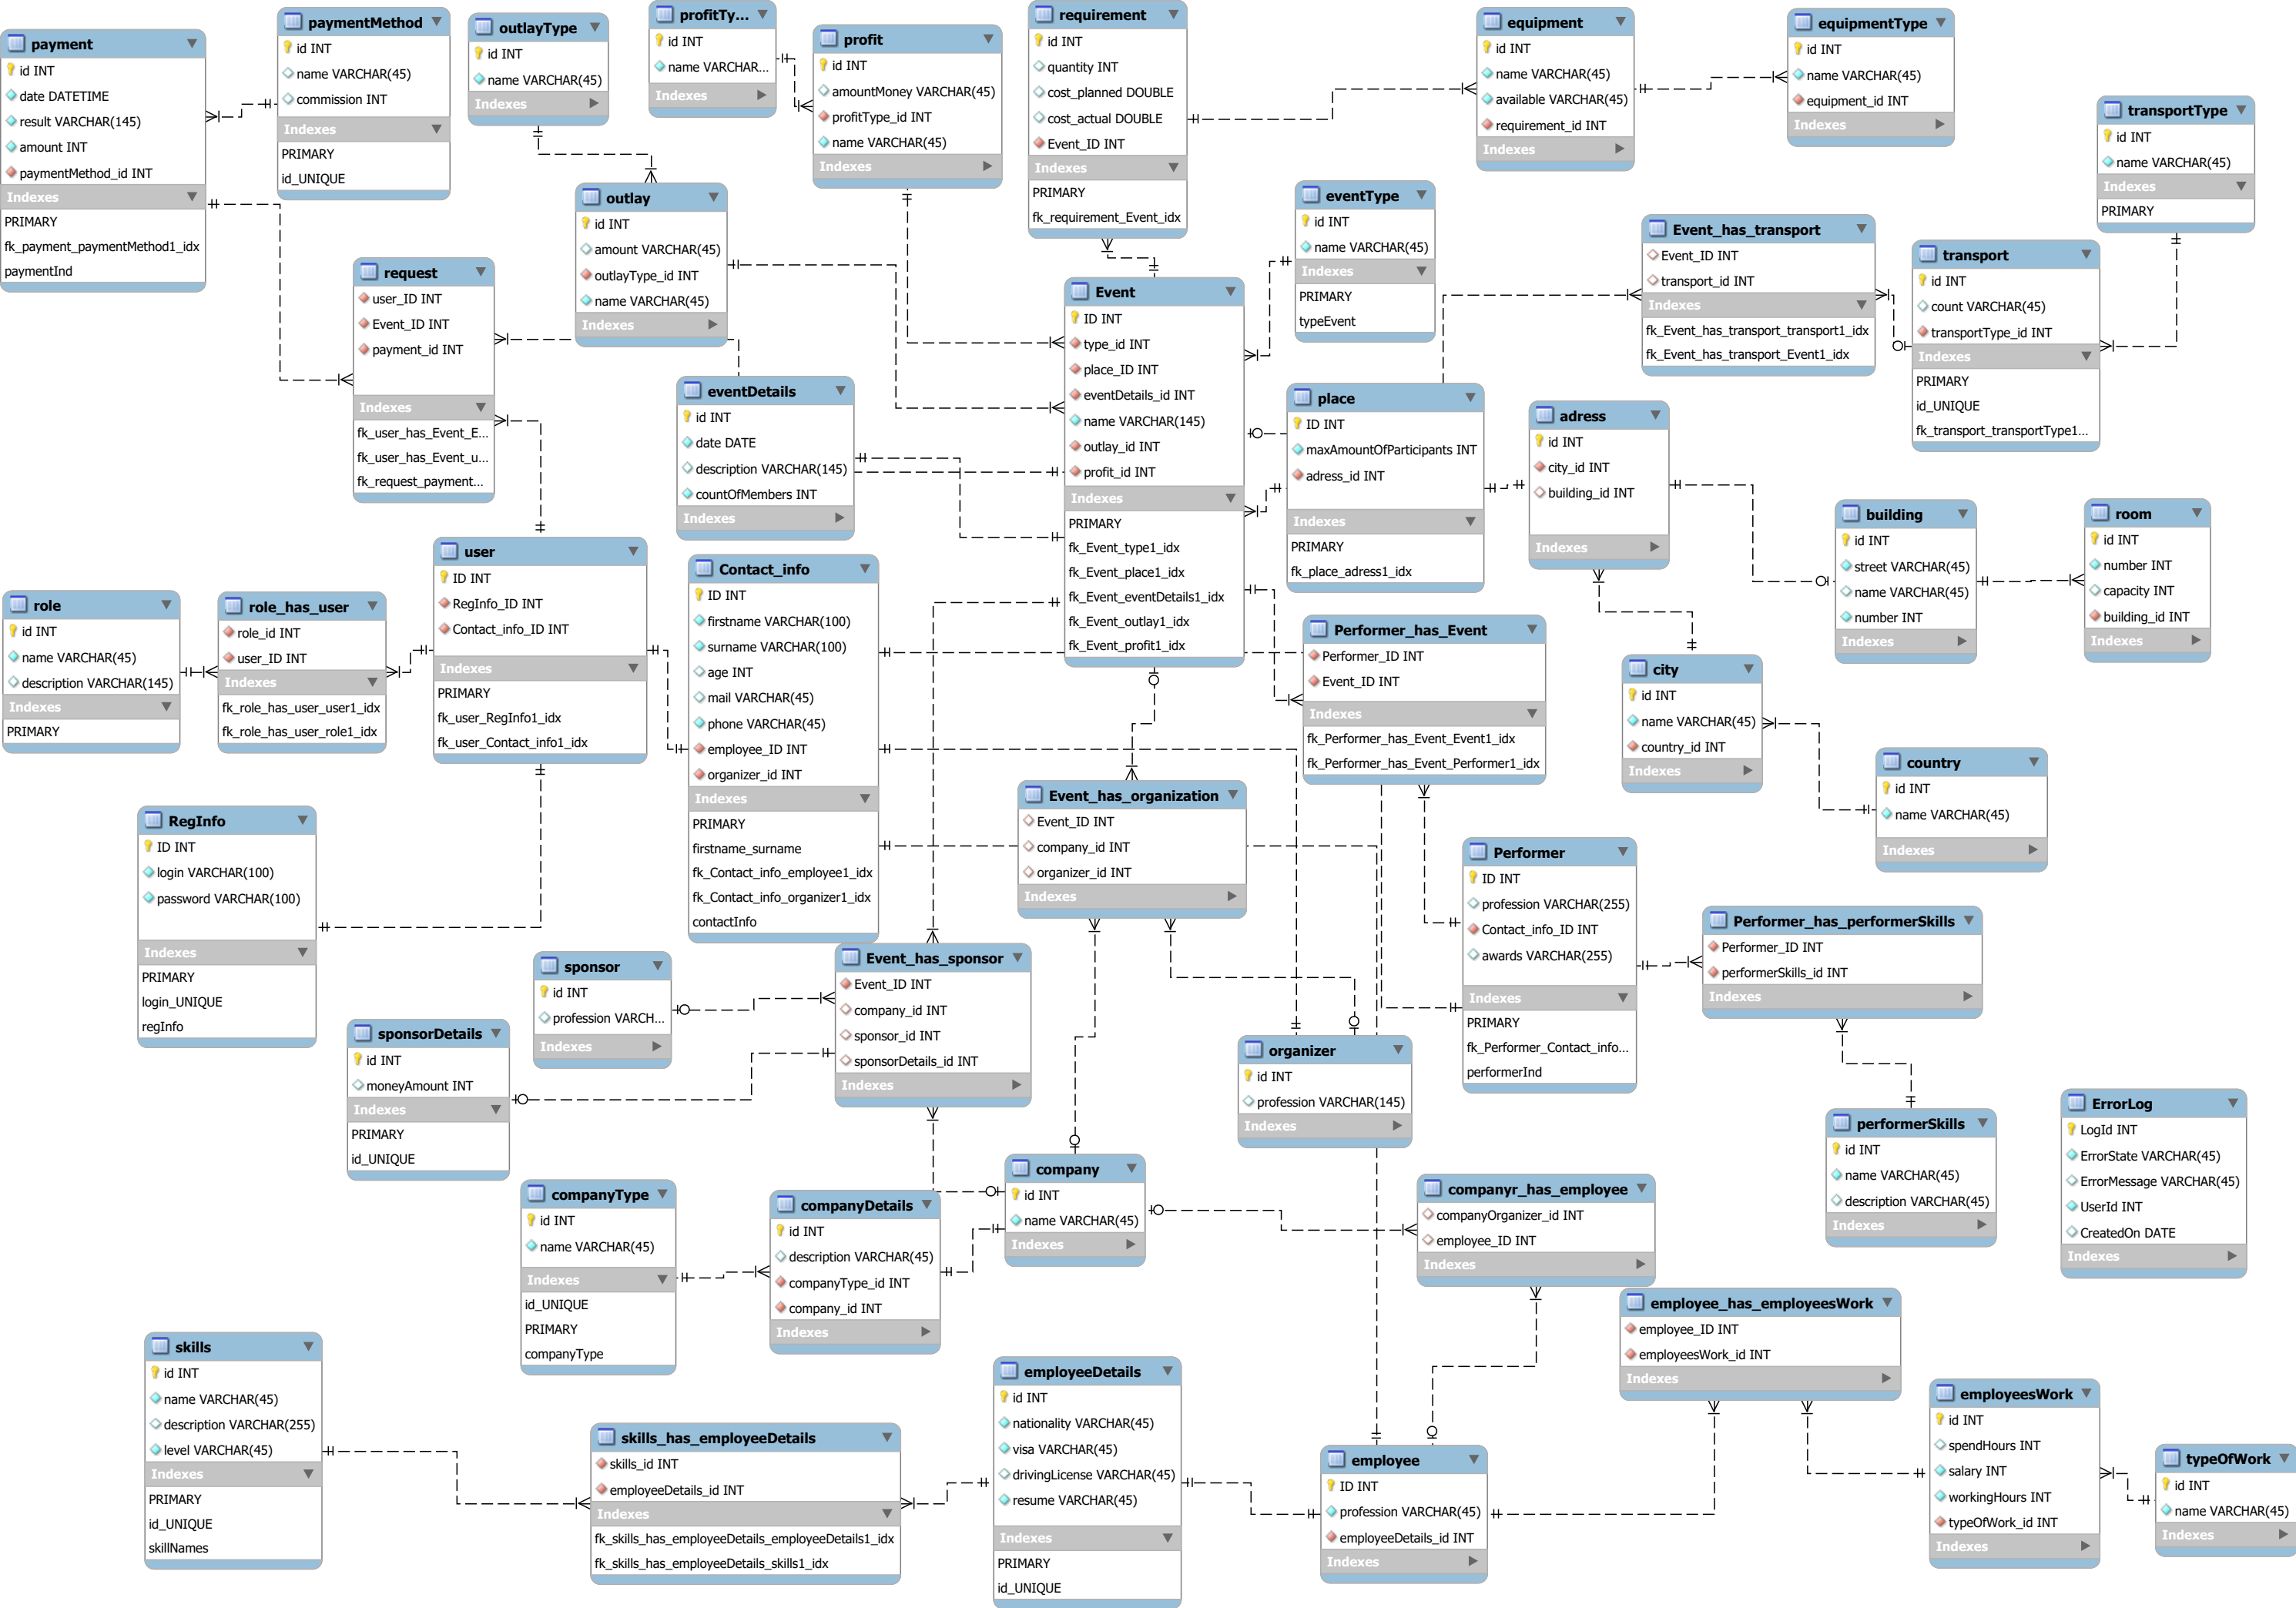 payment
id INT
date DATETIME
result VARCHAR(145)
amount INT
paymentMethod_id INT
Indexes
PRIMARY
fk_payment_paymentMethod1_idx
paymentInd
paymentMethod
id INT
name VARCHAR(45)
commission INT
Indexes
PRIMARY
id_UNIQUE
outlayType
id INT
name VARCHAR(45)
Indexes
profitTy...
id INT
name VARCHAR...
Indexes
profit
id INT
amountMoney VARCHAR(45)
profitType_id INT
name VARCHAR(45)
Indexes
requirement
id INT
quantity INT
cost_planned DOUBLE
cost_actual DOUBLE
Event_ID INT
Indexes
PRIMARY
fk_requirement_Event_idx
equipment
id INT
name VARCHAR(45)
available VARCHAR(45)
requirement_id INT
Indexes
equipmentType
id INT
name VARCHAR(45)
equipment_id INT
Indexes
transportType
id INT
name VARCHAR(45)
Indexes
PRIMARY
outlay
id INT
amount VARCHAR(45)
outlayType_id INT
name VARCHAR(45)
Indexes
eventType
id INT
name VARCHAR(45)
Indexes
PRIMARY
typeEvent
Event_has_transport
Event_ID INT
transport_id INT
Indexes
fk_Event_has_transport_transport1_idx
fk_Event_has_transport_Event1_idx
transport
id INT
count VARCHAR(45)
transportType_id INT
Indexes
PRIMARY
id_UNIQUE
fk_transport_transportType1...
request
user_ID INT
Event_ID INT
payment_id INT
Indexes
fk_user_has_Event_E...
fk_user_has_Event_u...
fk_request_payment...
Event
ID INT
type_id INT
place_ID INT
eventDetails_id INT
name VARCHAR(145)
outlay_id INT
profit_id INT
Indexes
PRIMARY
fk_Event_type1_idx
fk_Event_place1_idx
fk_Event_eventDetails1_idx
fk_Event_outlay1_idx
fk_Event_profit1_idx
eventDetails
id INT
date DATE
description VARCHAR(145)
countOfMembers INT
Indexes
place
ID INT
maxAmountOfParticipants INT
adress_id INT
Indexes
PRIMARY
fk_place_adress1_idx
adress
id INT
city_id INT
building_id INT
Indexes
building
id INT
street VARCHAR(45)
name VARCHAR(45)
number INT
Indexes
room
id INT
number INT
capacity INT
building_id INT
Indexes
user
ID INT
RegInfo_ID INT
Contact_info_ID INT
Indexes
PRIMARY
fk_user_RegInfo1_idx
fk_user_Contact_info1_idx
Contact_info
ID INT
firstname VARCHAR(100)
surname VARCHAR(100)
age INT
mail VARCHAR(45)
phone VARCHAR(45)
employee_ID INT
organizer_id INT
Indexes
PRIMARY
firstname_surname
fk_Contact_info_employee1_idx
fk_Contact_info_organizer1_idx
contactInfo
role
id INT
name VARCHAR(45)
description VARCHAR(145)
Indexes
PRIMARY
role_has_user
role_id INT
user_ID INT
Indexes
fk_role_has_user_user1_idx
fk_role_has_user_role1_idx
Performer_has_Event
Performer_ID INT
Event_ID INT
Indexes
fk_Performer_has_Event_Event1_idx
fk_Performer_has_Event_Performer1_idx
city
id INT
name VARCHAR(45)
country_id INT
Indexes
country
id INT
name VARCHAR(45)
Indexes
RegInfo
ID INT
login VARCHAR(100)
password VARCHAR(100)
Indexes
PRIMARY
login_UNIQUE
regInfo
Event_has_organization
Event_ID INT
company_id INT
organizer_id INT
Indexes
Performer
ID INT
profession VARCHAR(255)
Contact_info_ID INT
awards VARCHAR(255)
Indexes
PRIMARY
fk_Performer_Contact_info...
performerInd
Performer_has_performerSkills
Performer_ID INT
performerSkills_id INT
Indexes
sponsor
id INT
profession VARCH...
Indexes
Event_has_sponsor
Event_ID INT
company_id INT
sponsor_id INT
sponsorDetails_id INT
Indexes
sponsorDetails
id INT
moneyAmount INT
Indexes
PRIMARY
id_UNIQUE
organizer
id INT
profession VARCHAR(145)
Indexes
performerSkills
id INT
name VARCHAR(45)
description VARCHAR(45)
Indexes
ErrorLog
LogId INT
ErrorState VARCHAR(45)
ErrorMessage VARCHAR(45)
UserId INT
CreatedOn DATE
Indexes
company
id INT
name VARCHAR(45)
Indexes
companyType
id INT
name VARCHAR(45)
Indexes
id_UNIQUE
PRIMARY
companyType
companyDetails
id INT
description VARCHAR(45)
companyType_id INT
company_id INT
Indexes
companyr_has_employee
companyOrganizer_id INT
employee_ID INT
Indexes
employee_has_employeesWork
employee_ID INT
employeesWork_id INT
Indexes
skills
id INT
name VARCHAR(45)
description VARCHAR(255)
level VARCHAR(45)
Indexes
PRIMARY
id_UNIQUE
skillNames
skills_has_employeeDetails
skills_id INT
employeeDetails_id INT
Indexes
fk_skills_has_employeeDetails_employeeDetails1_idx
fk_skills_has_employeeDetails_skills1_idx
employeeDetails
id INT
nationality VARCHAR(45)
visa VARCHAR(45)
drivingLicense VARCHAR(45)
resume VARCHAR(45)
Indexes
PRIMARY
id_UNIQUE
employee
ID INT
profession VARCHAR(45)
employeeDetails_id INT
Indexes
employeesWork
id INT
spendHours INT
salary INT
workingHours INT
typeOfWork_id INT
Indexes
typeOfWork
id INT
name VARCHAR(45)
Indexes